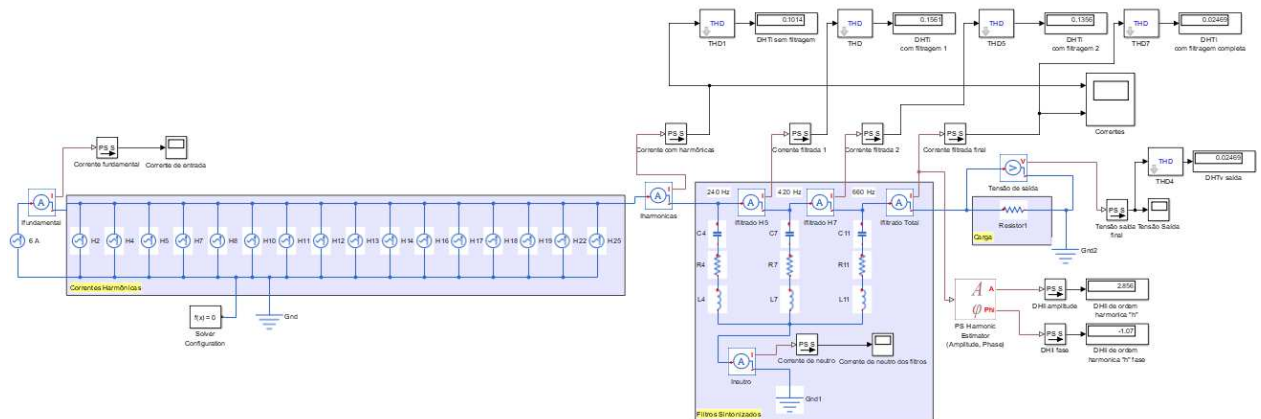 THD
THD1
0.1014
DHTi sem filtragem
THD
THD
0.1561
DHTi
com filtragem 1
THD
THD5
0.1356
DHTi
com filtragem 2
THD
THD7
0.02469
DHTi
com filtragem completa
Correntes
PS S
Corrente fundamental
Corrente de entrada
PS S
Corrente com harmônicas
PS S
Corrente filtrada 1
PS S
Corrente filtrada 2
PS S
Corrente filtrada final
THD
THD4
0.02469
DHTv saída
A
I
Ifundamental
6 A
H2
H4
H5
H7
H8
H10
H11
H12
H13
H14
H16
H17
H18
H19
H22
H25
Correntes Harmônicas
f(x) = 0
Solver
Configuration
Gnd
A
I
Iharmonicas
240 Hz
A
I
Ifiltrado H5
420 Hz
A
I
Ifiltrado H7
660 Hz
A
I
Ifiltrado Total
C4
C7
C11
R4
R7
R11
L4
L7
L11
A
I
Ineutro
PS S
Corrente de neutro
Corrente de neutro dos filtros
Gnd1
Filtros Sintonizados
V
V
Tensão de saída
Resistor1
Carga
Gnd2
PS S
Tensão saída
final
Tensão Saída
A
φ
A
Phi
PS Harmonic
Estimator
(Amplitude, Phase)
PS S
DHIi amplitude
2.856
DHIi de ordem
harmonica "h"
PS S
DHIi fase
-1.07
DHIi de ordem
harmonica "h" fase